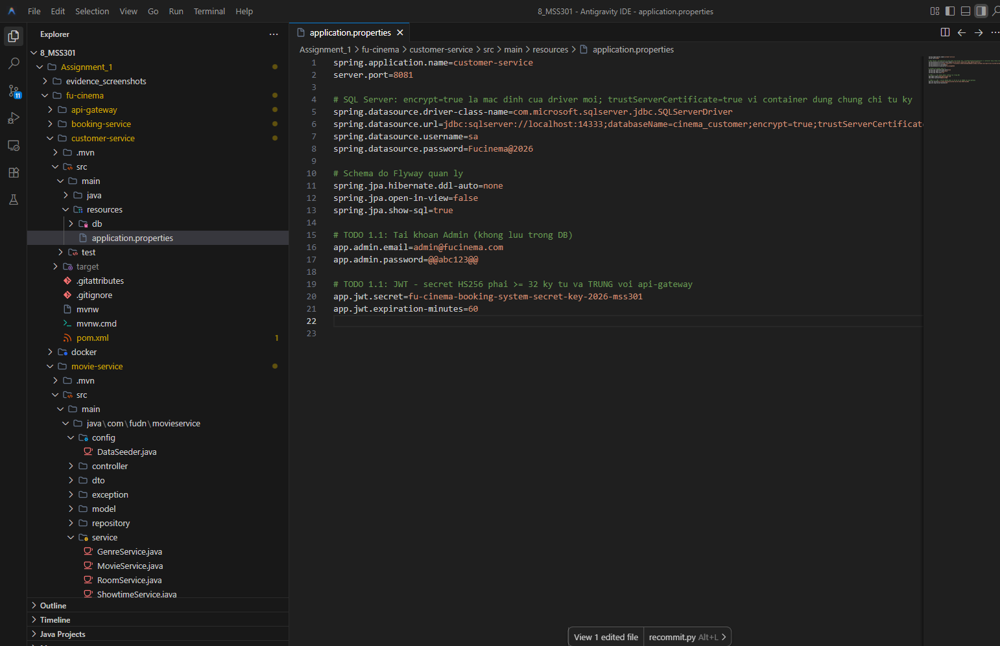 File Edit Selection View Go Run Terminal Help
8_MSS301 - Antigravity IDE - application.properties
Explorer
8_MSS301
Assignment_1
evidence_screenshots
fu-cinema
api-gateway
booking-service
customer-service
.mvn
src
main
java
resources
db
application.properties
test
target
.gitattributes
.gitignore
mvnw
mvnw.cmd
pom.xml 1
docker
movie-service
.mvn
src
main
java\com\fudn\movieservice
config
DataSeeder.java
controller
dto
exception
model
repository
service
GenreService.java
MovieService.java
RoomService.java
ShowtimeService.java
Outline
Timeline
Java Projects
11
application.properties
Assignment_1 > fu-cinema > customer-service > src > main > resources > application.properties
1 spring.application.name=customer-service
2 server.port=8081
3
4 # SQL Server: encrypt=true la mac dinh cua driver moi; trustServerCertificate=true vi container dung chung chi tu ky
5 spring.datasource.driver-class-name=com.microsoft.sqlserver.jdbc.SQLServerDriver
6 spring.datasource.url=jdbc:sqlserver://localhost:14333;databaseName=cinema_customer;encrypt=true;trustServerCertificat
7 spring.datasource.username=sa
8 spring.datasource.password=Fucinema@2026
9
10 # Schema do Flyway quan ly
11 spring.jpa.hibernate.ddl-auto=none
12 spring.jpa.open-in-view=false
13 spring.jpa.show-sql=true
14
15 # TODO 1.1: Tai khoan Admin (khong luu trong DB)
16 app.admin.email=admin@fucinema.com
17 app.admin.password=@@abc123@@
18
19 # TODO 1.1: JWT - secret HS256 phai >= 32 ky tu va TRUNG voi api-gateway
20 app.jwt.secret=fu-cinema-booking-system-secret-key-2026-mss301
21 app.jwt.expiration-minutes=60
22
23
View 1 edited file recommit.py Alt+L